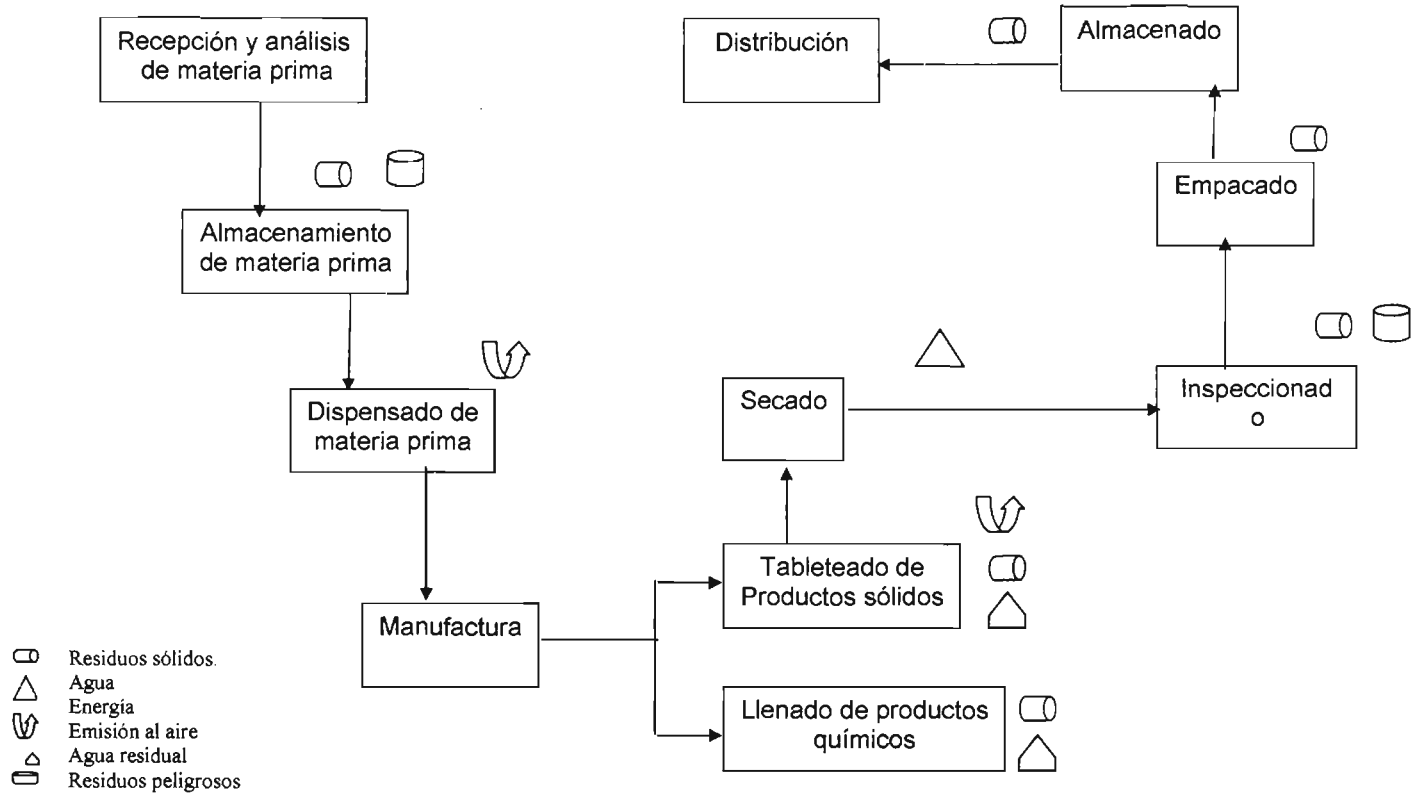 Recepción y análisis
de materia prima
Almacenamiento
de materia prima
Dispensado de
materia prima
Manufactura
Tableteado de
Productos sólidos
Llenado de productos
químicos
Secado
Inspeccionad
o
Empacado
Almacenado
Distribución
Residuos sólidos.
Agua
Energía
Emisión al aire
Agua residual
Residuos peligrosos